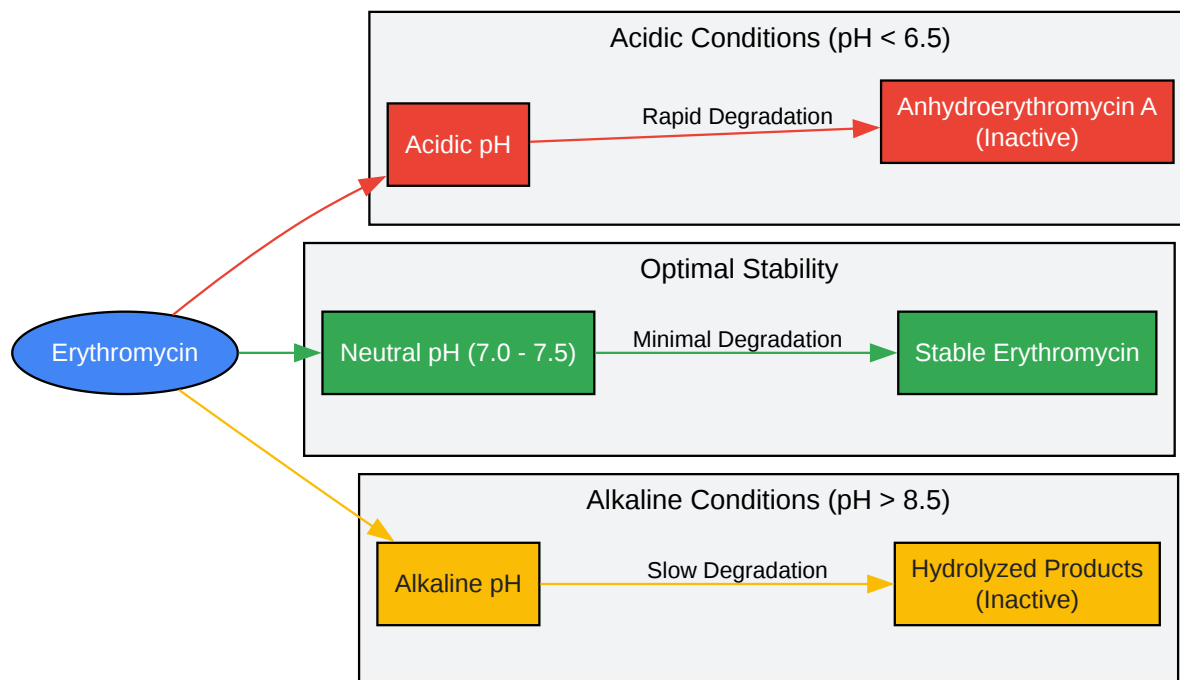 Acidic Conditions (pH < 6.5)
Acidic pH
Rapid Degradation
Anhydroerythromycin A
(Inactive)
Optimal Stability
Erythromycin
Neutral pH (7.0 - 7.5)
Minimal Degradation
Stable Erythromycin
Alkaline Conditions (pH > 8.5)
Alkaline pH
Slow Degradation
Hydrolyzed Products
(Inactive)